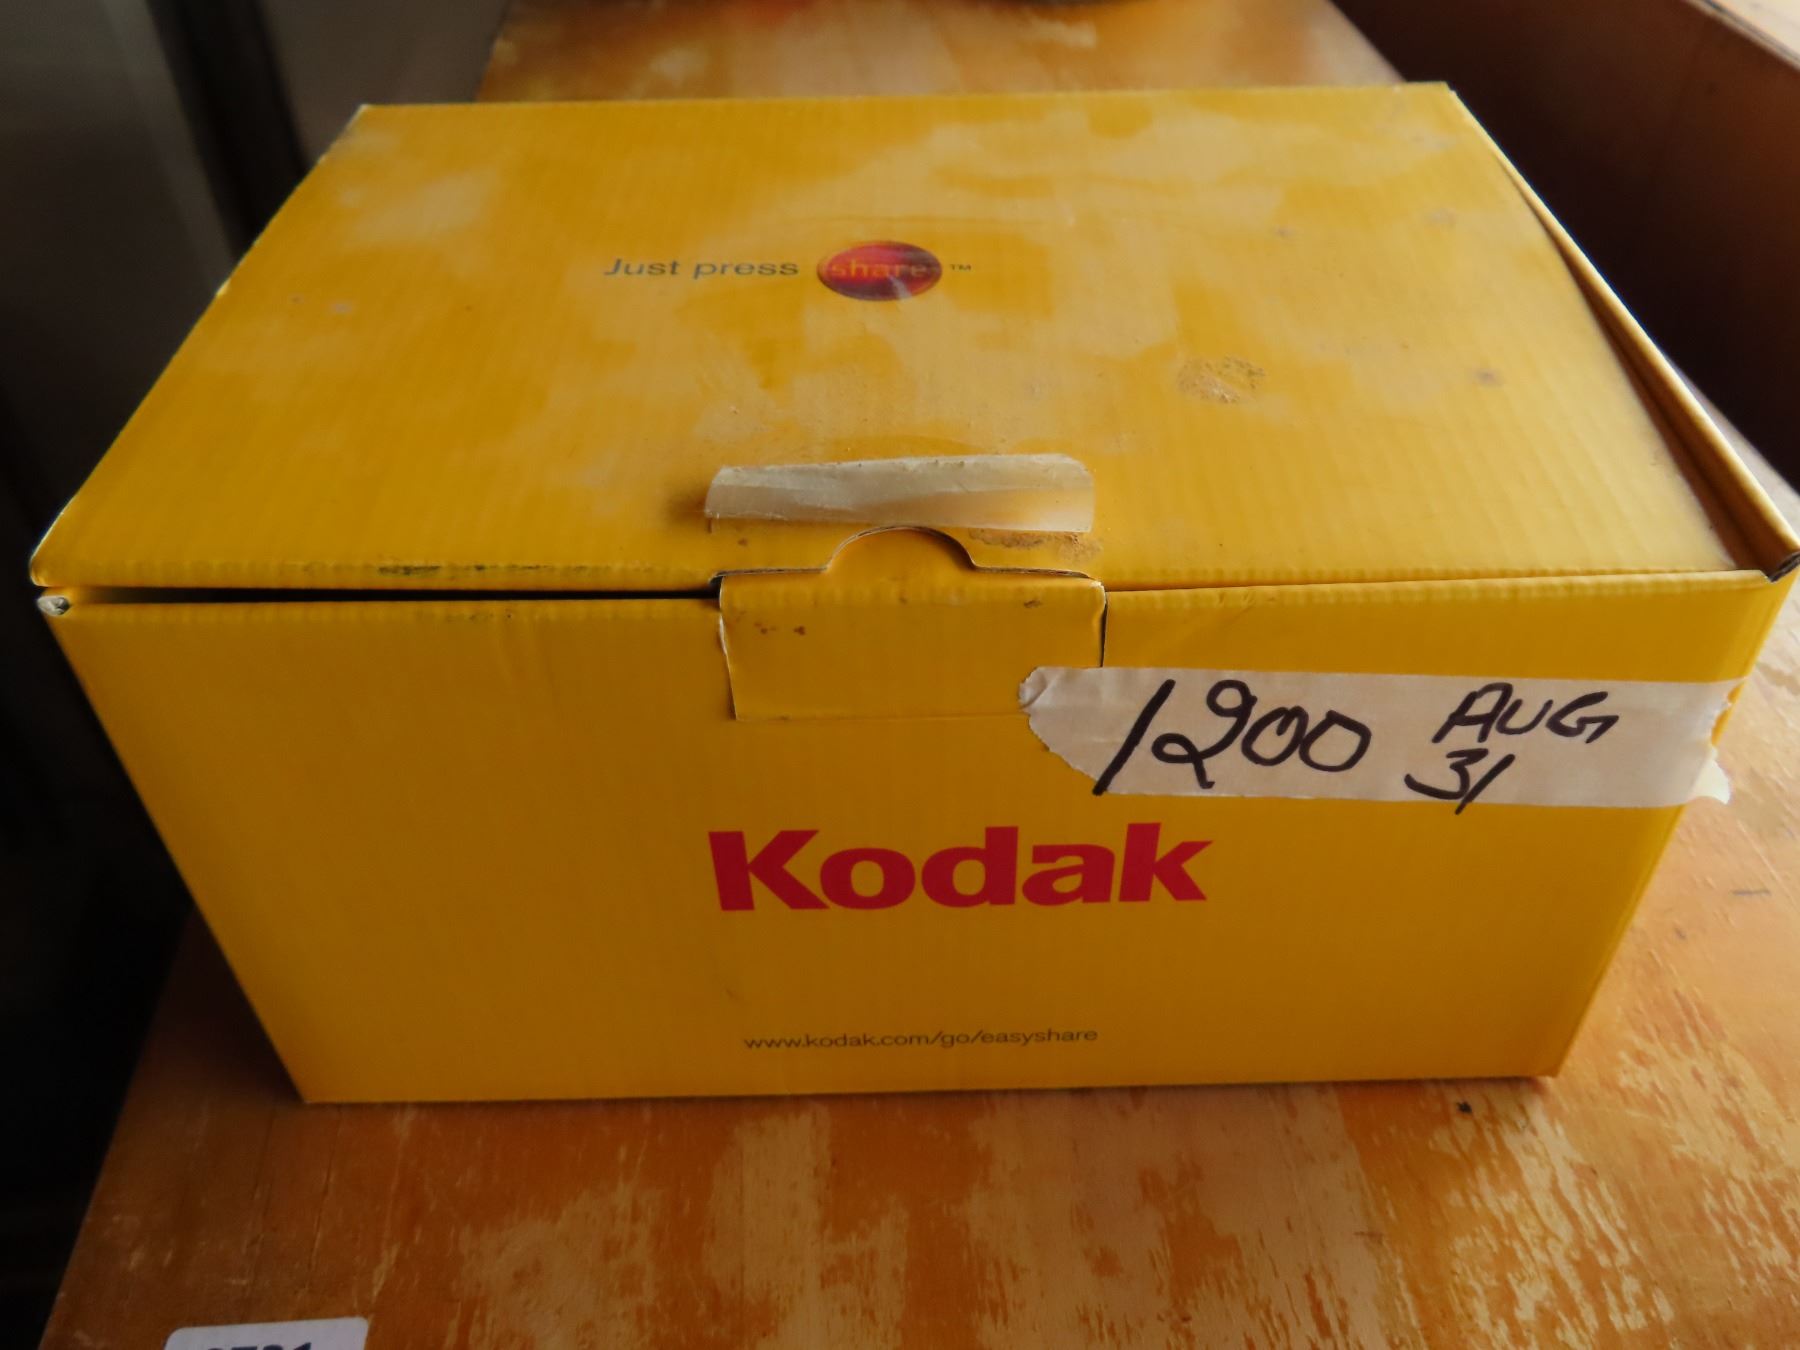 Just press share™
1200 AUG
31
Kodak
www.kodak.com/go/easyshare